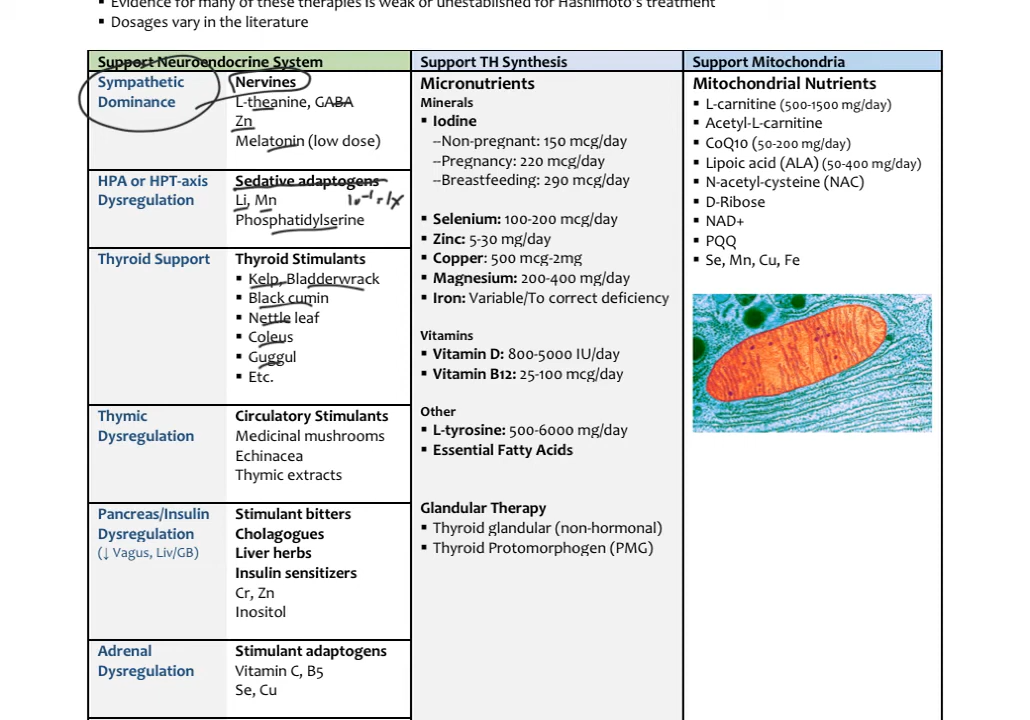 ▪ Evidence for many of these therapies is weak or unestablished for Hashimoto's treatment
▪ Dosages vary in the literature
Support Neuroendocrine System
Sympathetic
Dominance
Nervines
L-theanine, GABA
Zn
Melatonin (low dose)
HPA or HPT-axis
Dysregulation
Sedative adaptogens
Li, Mn
Phosphatidylserine
Thyroid Support
Thyroid Stimulants
▪ Kelp, Bladderwrack
▪ Black cumin
▪ Nettle leaf
▪ Coleus
▪ Guggul
▪ Etc.
Thymic
Dysregulation
Circulatory Stimulants
Medicinal mushrooms
Echinacea
Thymic extracts
Pancreas/Insulin
Dysregulation
(↓ Vagus, Liv/GB)
Stimulant bitters
Cholagogues
Liver herbs
Insulin sensitizers
Cr, Zn
Inositol
Adrenal
Dysregulation
Stimulant adaptogens
Vitamin C, B5
Se, Cu
Support TH Synthesis
Micronutrients
Minerals
▪ Iodine
–Non-pregnant: 150 mcg/day
–Pregnancy: 220 mcg/day
–Breastfeeding: 290 mcg/day
▪ Selenium: 100-200 mcg/day
▪ Zinc: 5-30 mg/day
▪ Copper: 500 mcg-2mg
▪ Magnesium: 200-400 mg/day
▪ Iron: Variable/To correct deficiency
Vitamins
▪ Vitamin D: 800-5000 IU/day
▪ Vitamin B12: 25-100 mcg/day
Other
▪ L-tyrosine: 500-6000 mg/day
▪ Essential Fatty Acids
Glandular Therapy
▪ Thyroid glandular (non-hormonal)
▪ Thyroid Protomorphogen (PMG)
Support Mitochondria
Mitochondrial Nutrients
▪ L-carnitine (500-1500 mg/day)
▪ Acetyl-L-carnitine
▪ CoQ10 (50-200 mg/day)
▪ Lipoic acid (ALA) (50-400 mg/day)
▪ N-acetyl-cysteine (NAC)
▪ D-Ribose
▪ NAD+
▪ PQQ
▪ Se, Mn, Cu, Fe